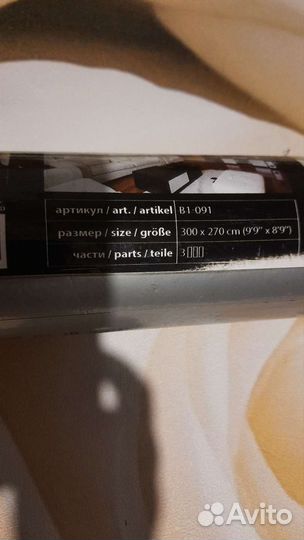 артикул / art. / artikel B1-091
размер / size / größe 300 x 270 cm (9'9" x 8'9")
части / parts / teile 3▯▯▯
Avito